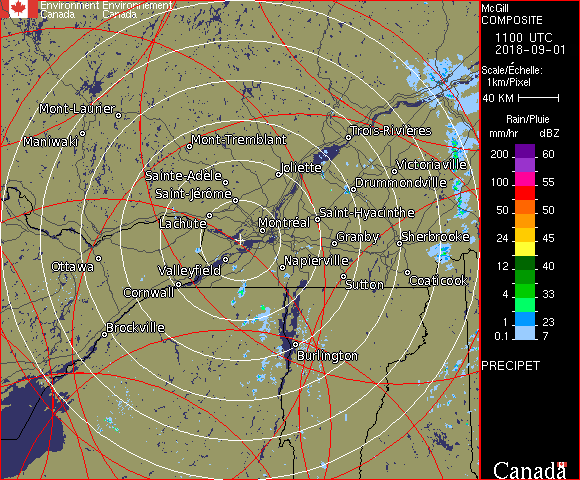 Environment Environnement
Canada Canada
McGill
COMPOSITE
1100 UTC
2018-09-01
Scale/Échelle:
1km/Pixel
40 KM
Rain/Pluie
mm/hr dBZ
200 60
100 55
50 50
24 45
12 40
4 33
1 23
0.1 7
PRECIPET
Canada
Mont-Laurier
Maniwaki
Mont-Tremblant
Trois-Rivières
Sainte-Adèle
Joliette
Victoriaville
Saint-Jérôme
Drummondville
Lachute
Montréal
Saint-Hyacinthe
Granby
Sherbrooke
Ottawa
Valleyfield
Napierville
Cornwall
Sutton
Coaticook
Brockville
Burlington